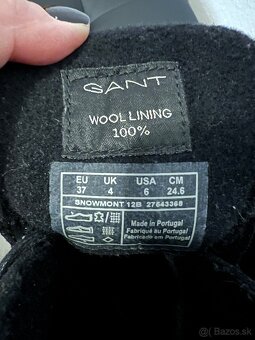 GANT
WOOL LINING
100%
EU UK USA CM
37 4 6 24.6
SNOWMONT 12B 27543369
Made in Portugal
Fabriqué au Portugal
Fabricado em Portugal
Bazos.sk